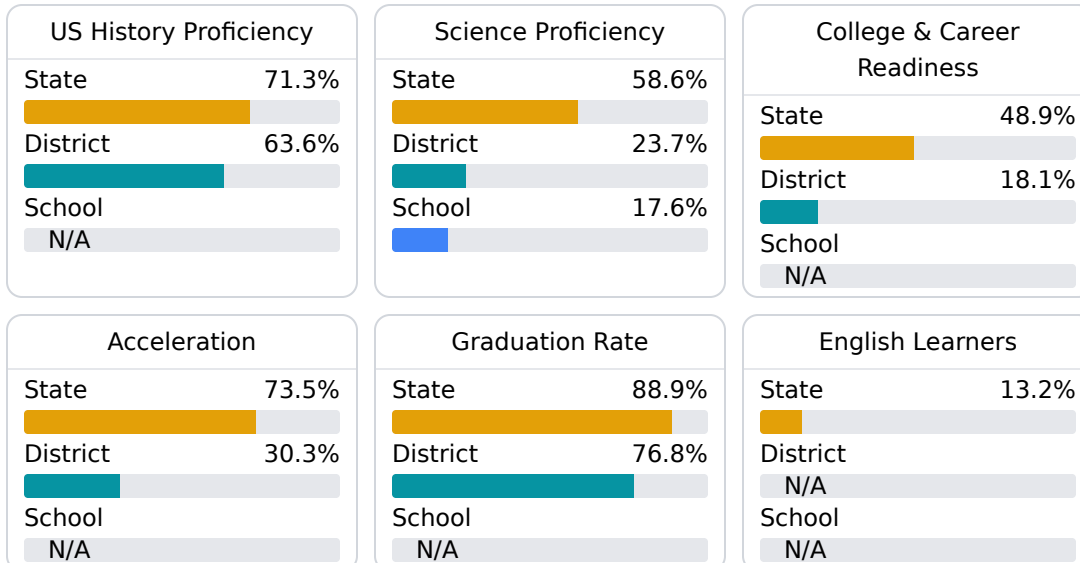 US History Proficiency
State 71.3%
District 63.6%
School
N/A
Science Proficiency
State 58.6%
District 23.7%
School 17.6%
College & Career
Readiness
State 48.9%
District 18.1%
School
N/A
Acceleration
State 73.5%
District 30.3%
School
N/A
Graduation Rate
State 88.9%
District 76.8%
School
N/A
English Learners
State 13.2%
District
N/A
School
N/A